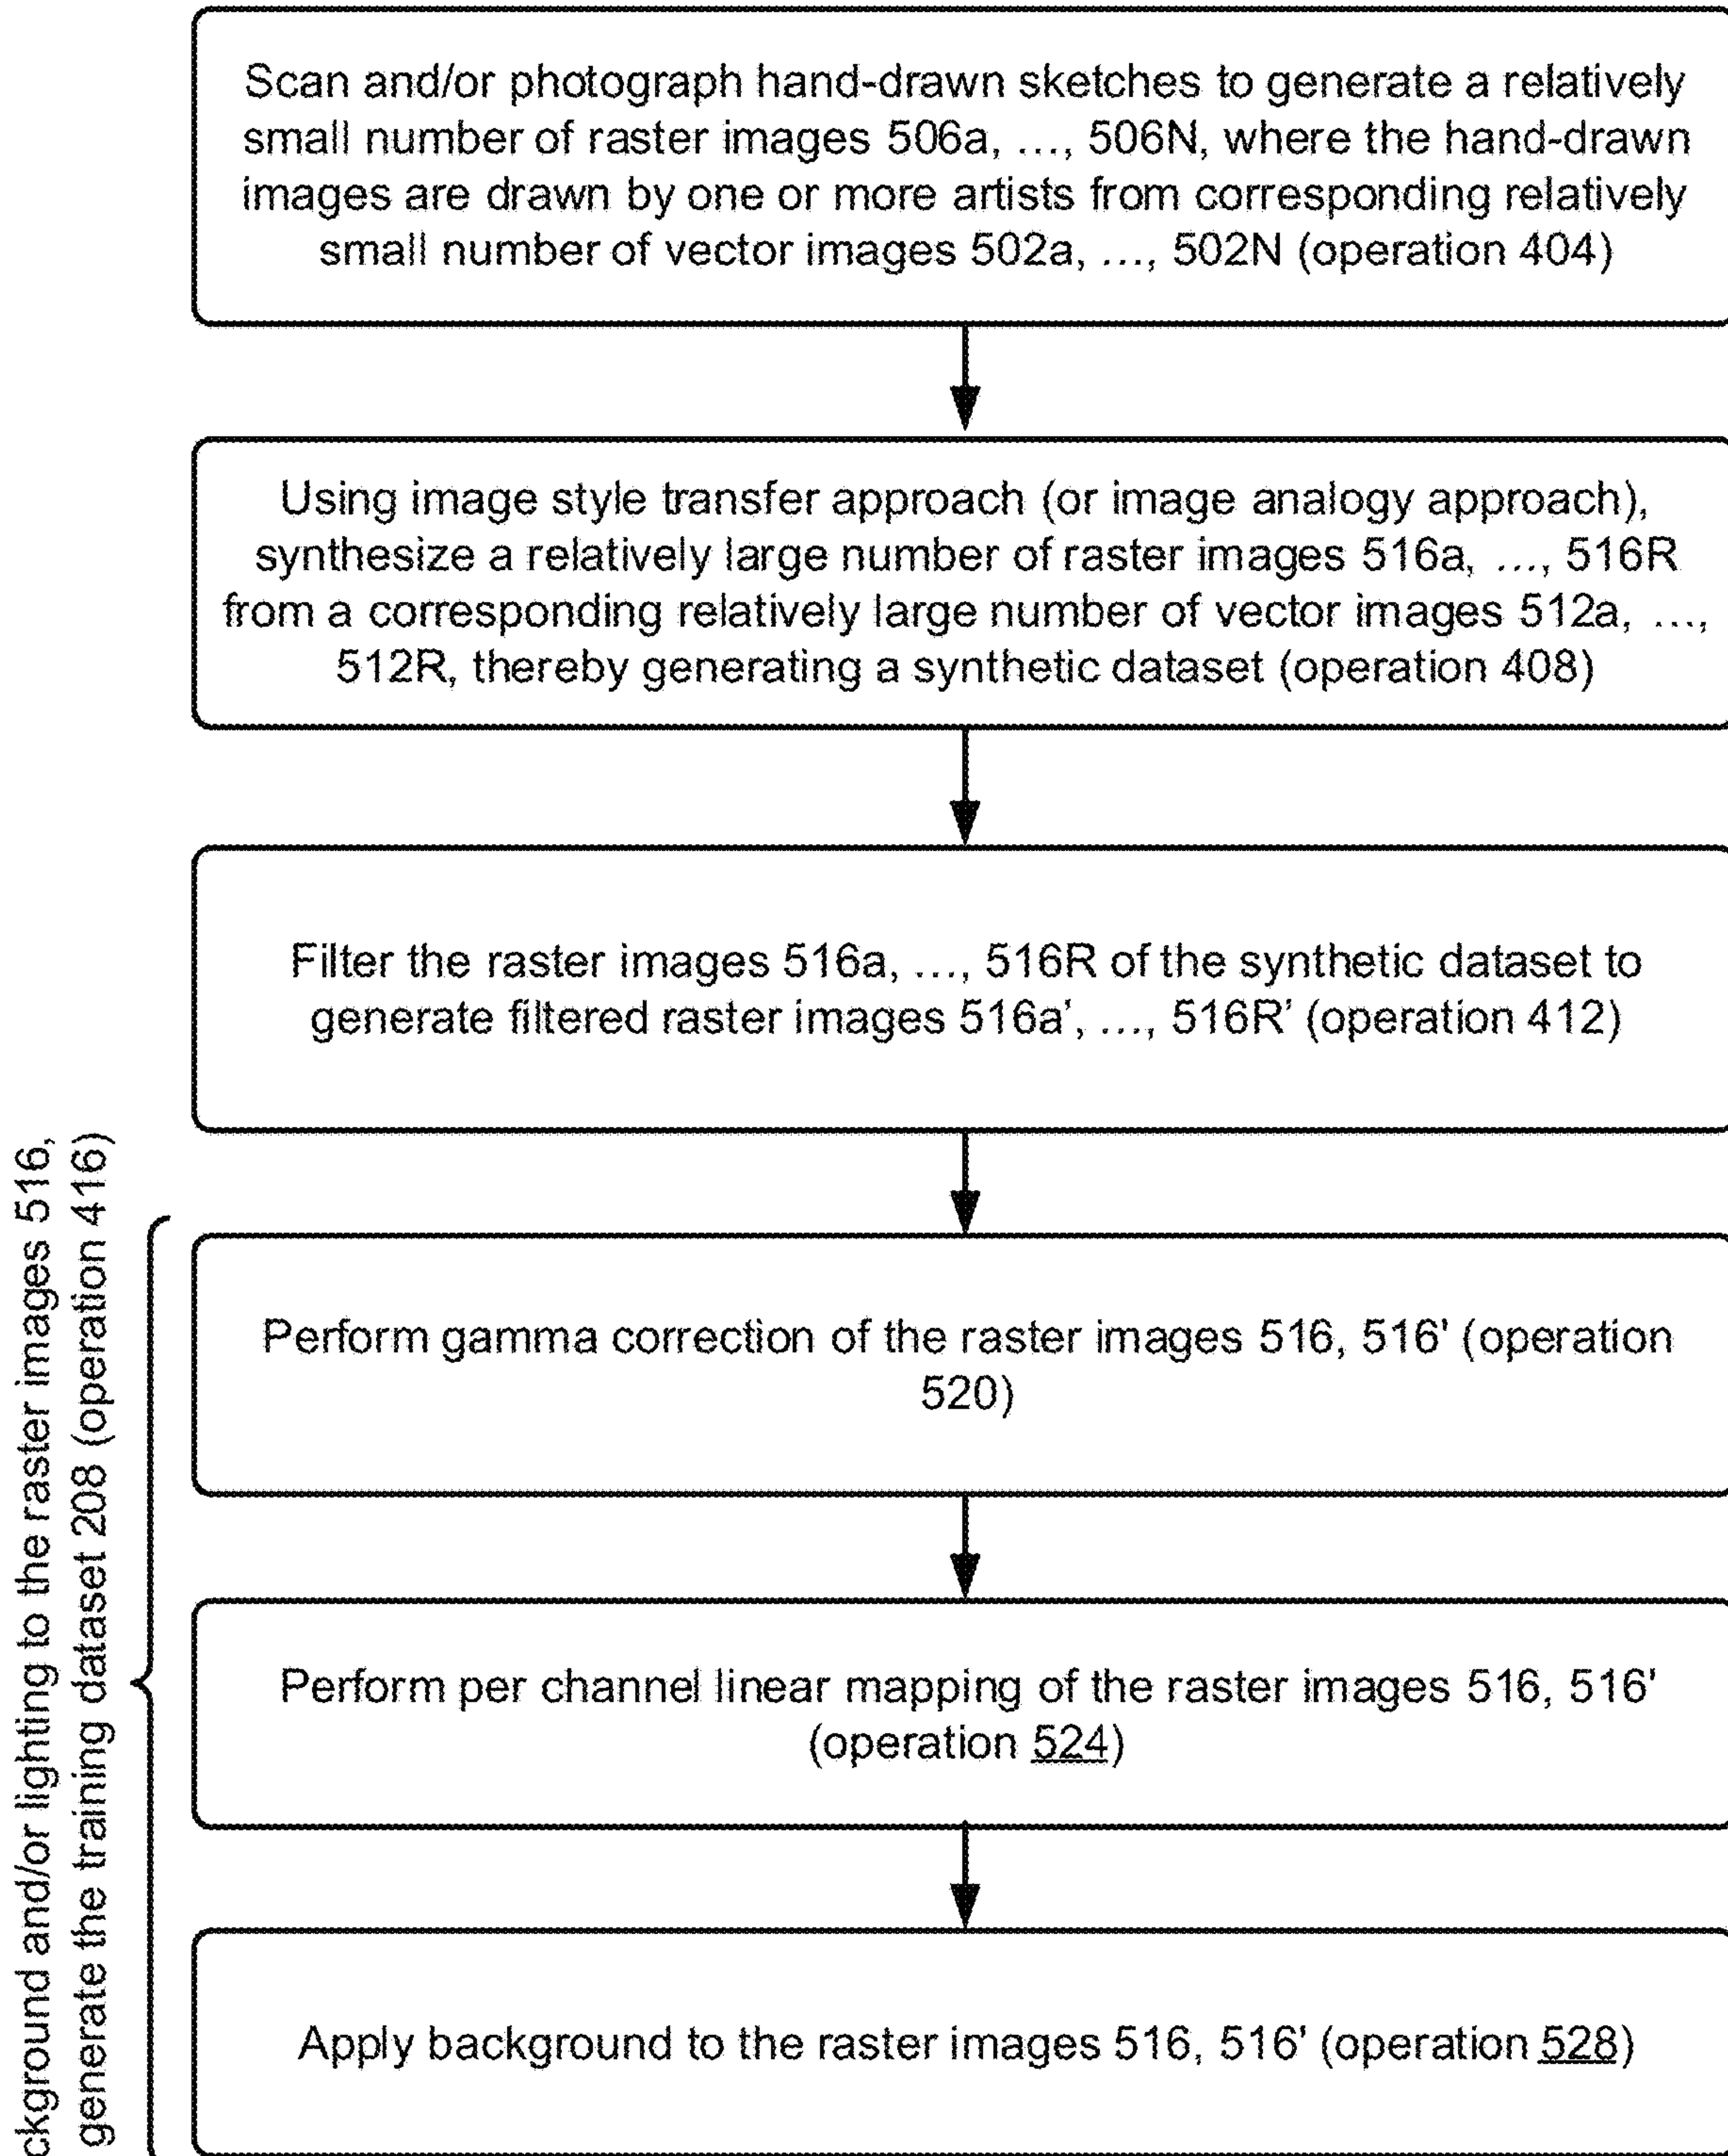 Scan and/or photograph hand-drawn sketches to generate a relatively
small number of raster images 506a, ..., 506N, where the hand-drawn
images are drawn by one or more artists from corresponding relatively
small number of vector images 502a, ..., 502N (operation 404)
Using image style transfer approach (or image analogy approach),
synthesize a relatively large number of raster images 516a, ..., 516R
from a corresponding relatively large number of vector images 512a, ...,
512R, thereby generating a synthetic dataset (operation 408)
Filter the raster images 516a, ..., 516R of the synthetic dataset to
generate filtered raster images 516a’, ..., 516R’ (operation 412)
ckground and/or lighting to the raster images 516,
generate the training dataset 208 (operation 416)
Perform gamma correction of the raster images 516, 516' (operation
520)
Perform per channel linear mapping of the raster images 516, 516'
(operation 524)
Apply background to the raster images 516, 516’ (operation 528)